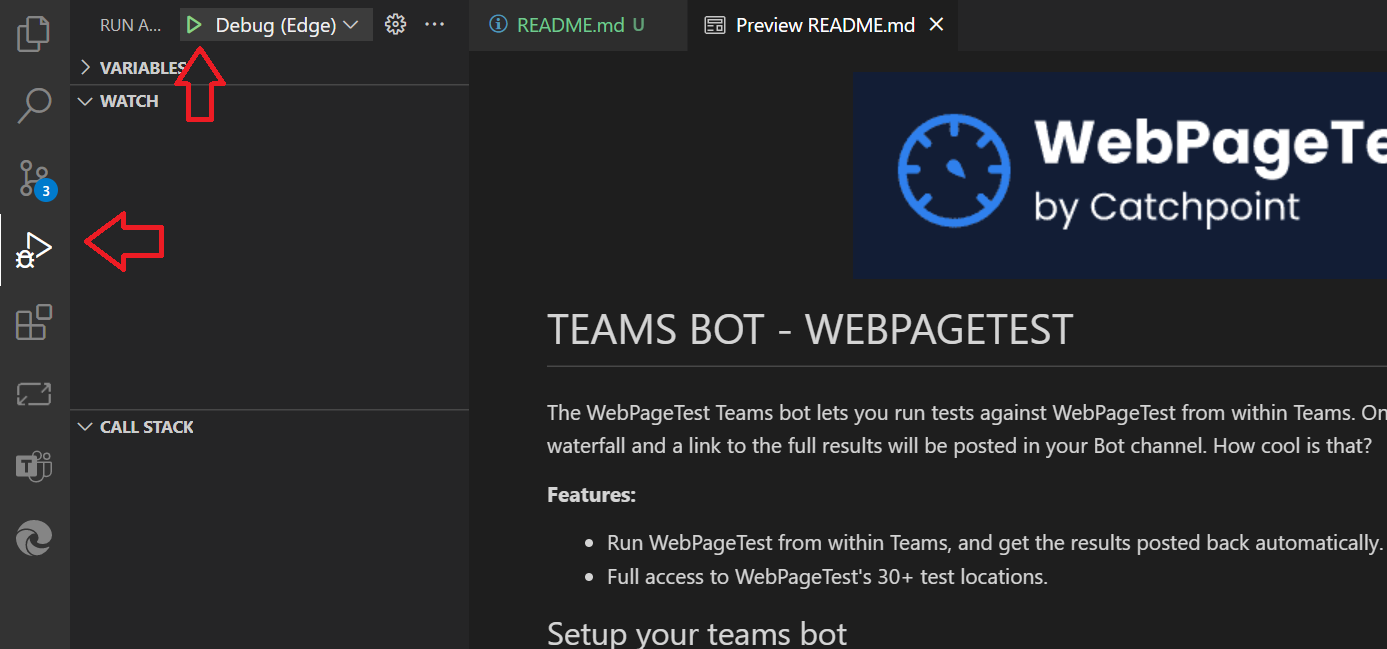 RUN A...
Debug (Edge)
README.md U
Preview README.md
VARIABLES
WATCH
3
WebPageTe
by Catchpoint
TEAMS BOT - WEBPAGETEST
The WebPageTest Teams bot lets you run tests against WebPageTest from within Teams. On
waterfall and a link to the full results will be posted in your Bot channel. How cool is that?
CALL STACK
T
Features:
• Run WebPageTest from within Teams, and get the results posted back automatically.
• Full access to WebPageTest's 30+ test locations.
Setup your teams bot